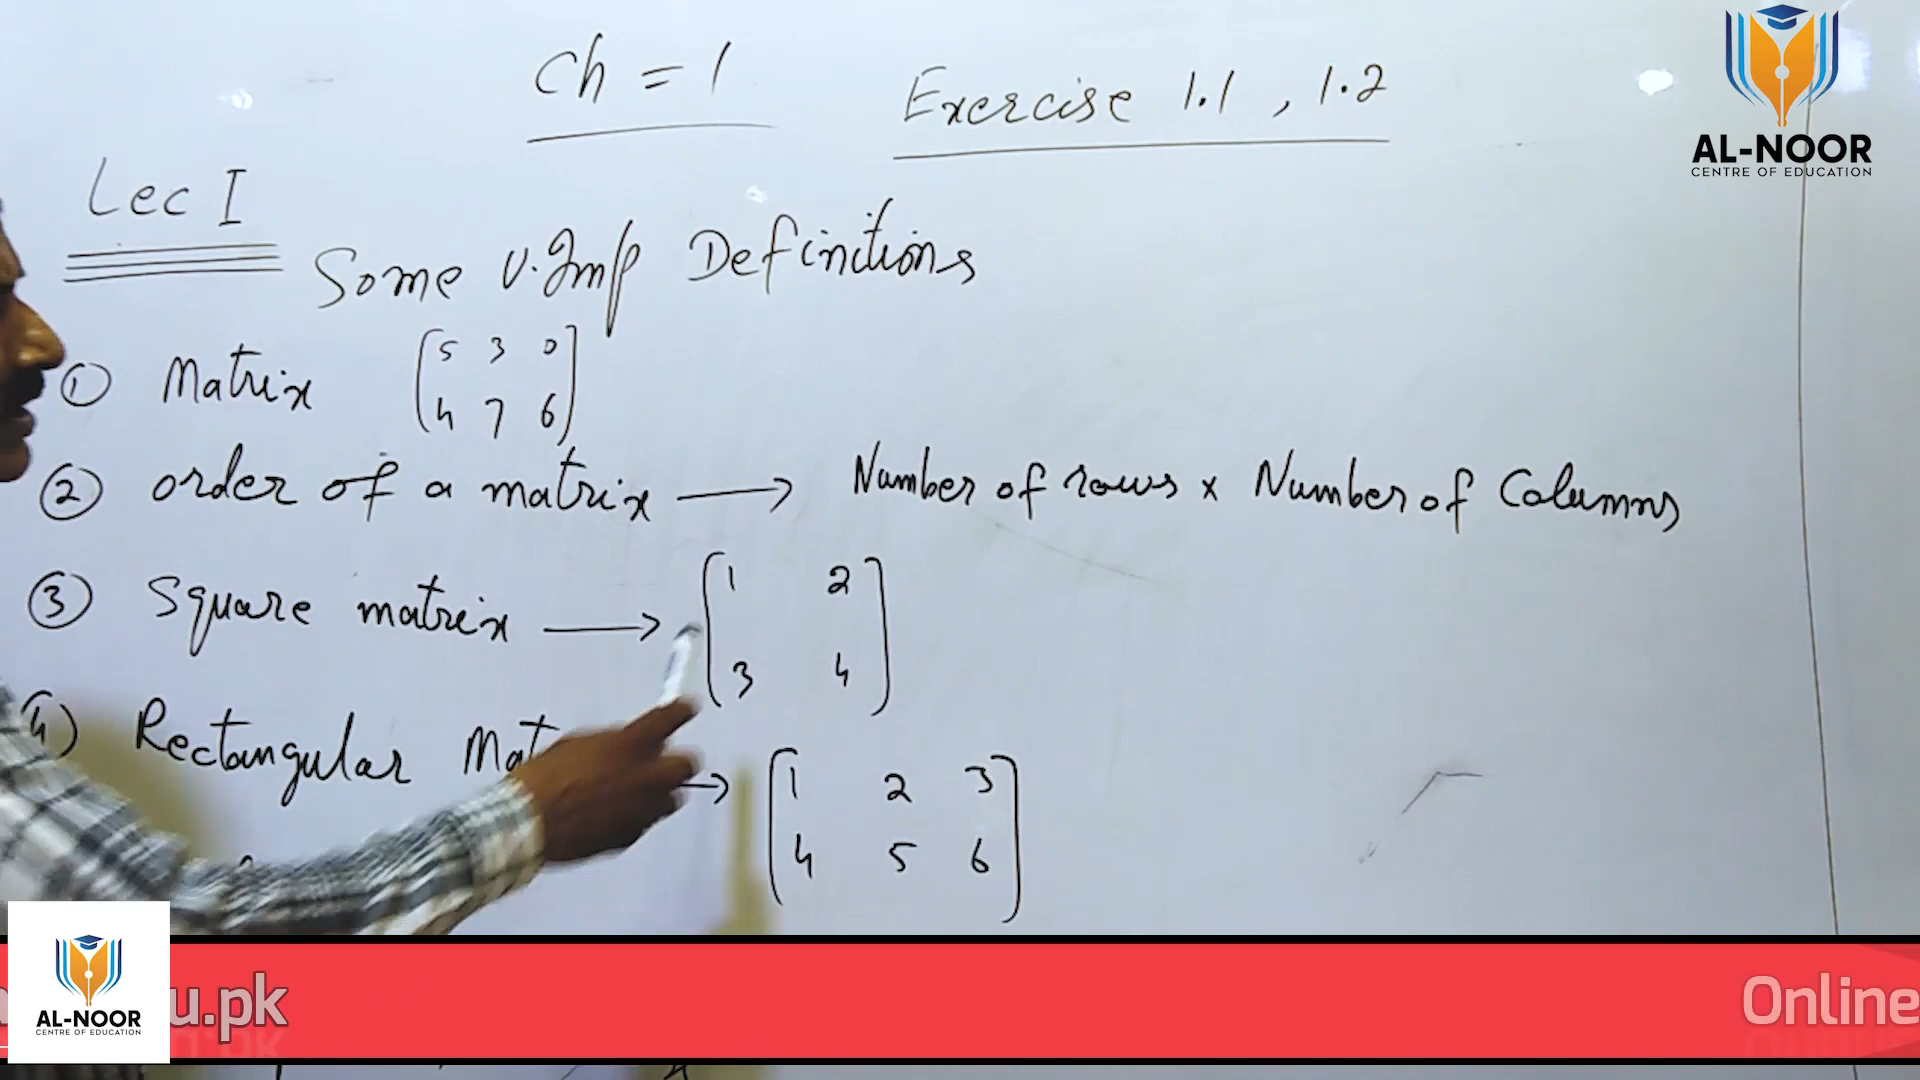 Ch = 1
Exercise 1.1 , 1.2
AL-NOOR
CENTRE OF EDUCATION
Lec I
Some V.Imp Definitions
① Matrix [5 3 0
4 7 6]
② order of a matrix → Number of rows × Number of Columns
③ Square matrix → [1 2
3 4]
(4) Rectangular → [1 2 3
4 5 6]
u.pk
Online
AL-NOOR
CENTRE OF EDUCATION